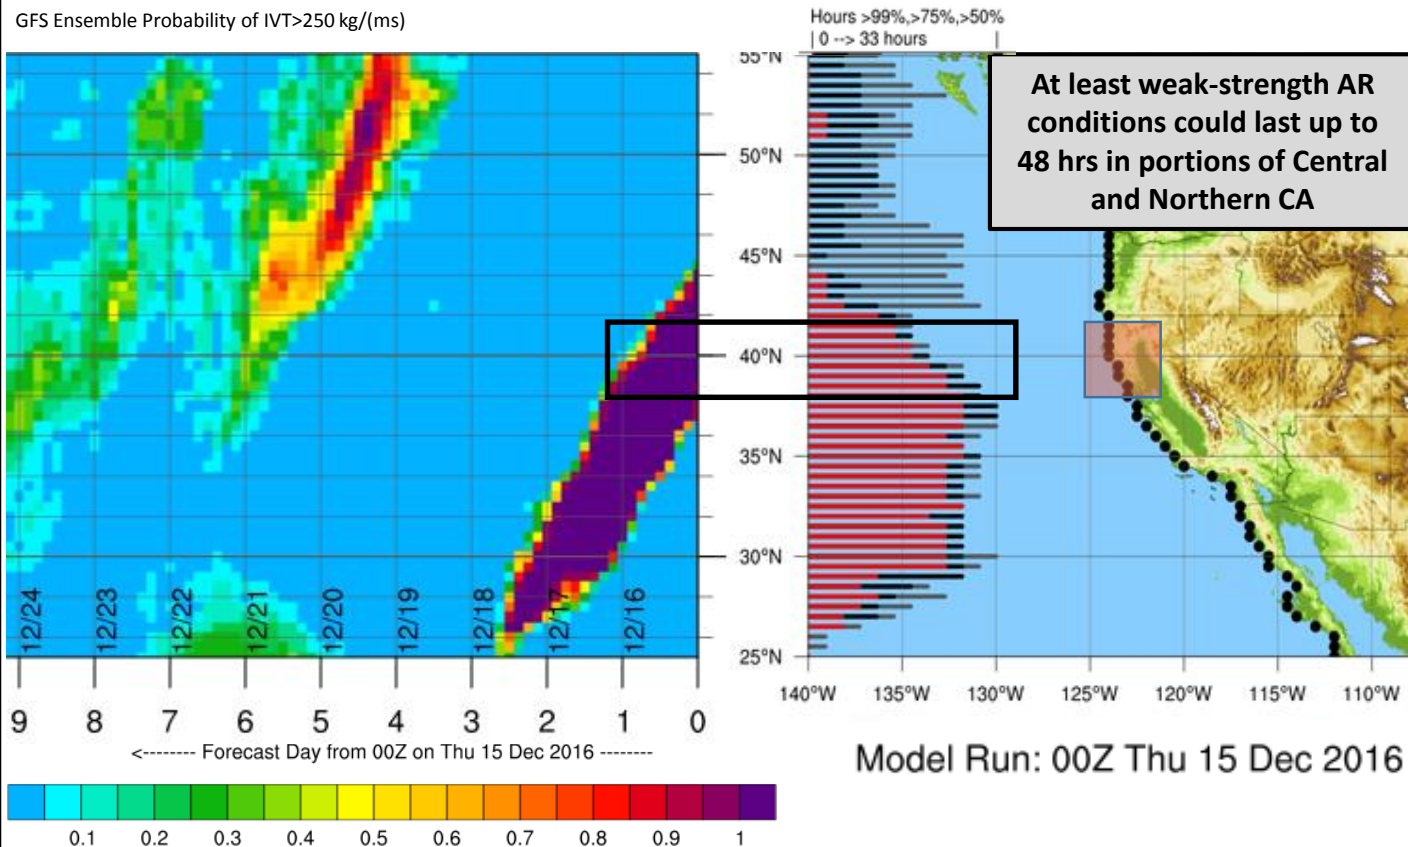 GFS Ensemble Probability of IVT>250 kg/(ms)
Hours >99%,>75%,>50%
| 0 --> 33 hours |
At least weak-strength AR
conditions could last up to
48 hrs in portions of Central
and Northern CA
55°N
50°N
45°N
40°N
35°N
30°N
25°N
12/24 12/23 12/22 12/21 12/20 12/19 12/18 12/17 12/16
9 8 7 6 5 4 3 2 1 0
140°W 135°W 130°W 125°W 120°W 115°W 110°W
<-------- Forecast Day from 00Z on Thu 15 Dec 2016 --------
Model Run: 00Z Thu 15 Dec 2016
0.1 0.2 0.3 0.4 0.5 0.6 0.7 0.8 0.9 1